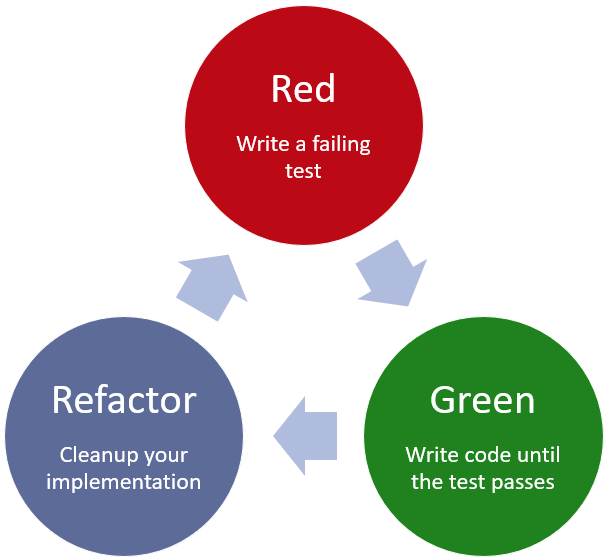 Red
Write a failing
test
Green
Write code until
the test passes
Refactor
Cleanup your
implementation